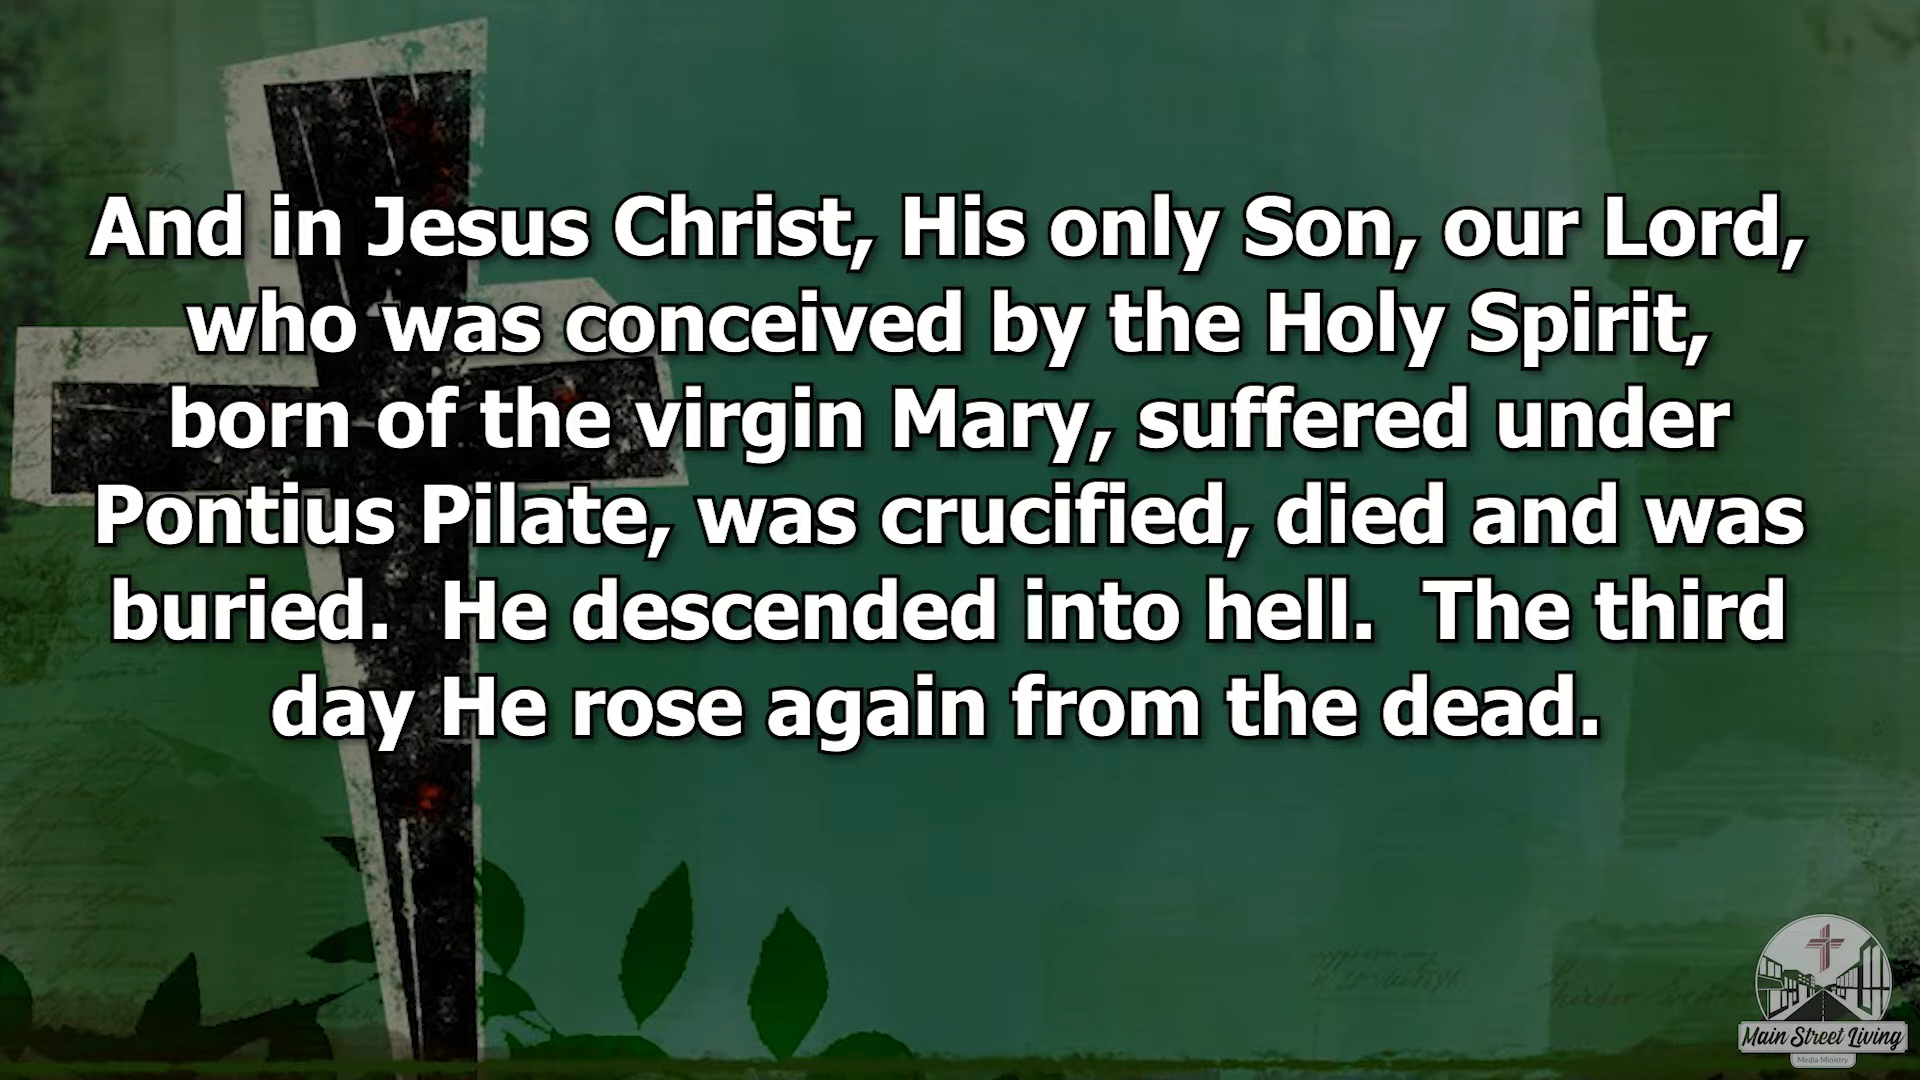 And in Jesus Christ, His only Son, our Lord,
who was conceived by the Holy Spirit,
born of the virgin Mary, suffered under
Pontius Pilate, was crucified, died and was
buried.  He descended into hell.  The third
day He rose again from the dead.
Main Street Living
Media Ministry